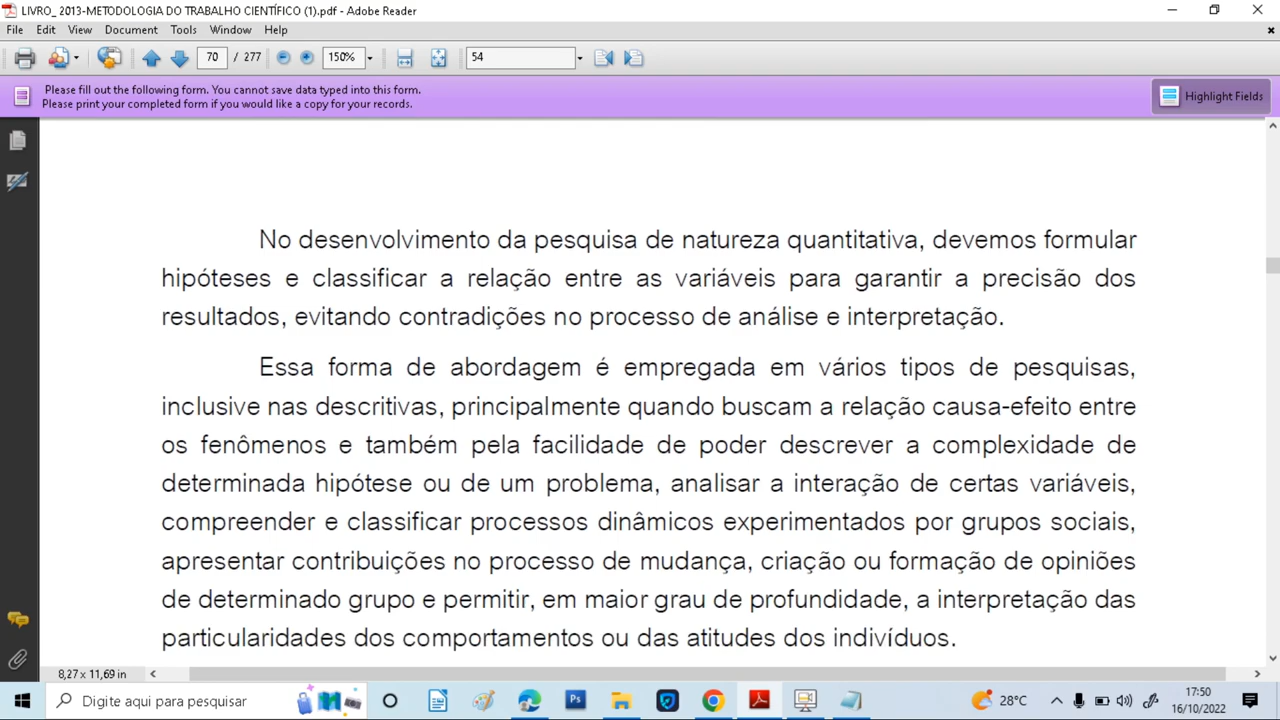 LIVRO_ 2013-METODOLOGIA DO TRABALHO CIENTÍFICO (1).pdf - Adobe Reader
File Edit View Document Tools Window Help
70 / 277 150% 54
Please fill out the following form. You cannot save data typed into this form.
Please print your completed form if you would like a copy for your records.
Highlight Fields
No desenvolvimento da pesquisa de natureza quantitativa, devemos formular
hipóteses e classificar a relação entre as variáveis para garantir a precisão dos
resultados, evitando contradições no processo de análise e interpretação.
Essa forma de abordagem é empregada em vários tipos de pesquisas,
inclusive nas descritivas, principalmente quando buscam a relação causa-efeito entre
os fenômenos e também pela facilidade de poder descrever a complexidade de
determinada hipótese ou de um problema, analisar a interação de certas variáveis,
compreender e classificar processos dinâmicos experimentados por grupos sociais,
apresentar contribuições no processo de mudança, criação ou formação de opiniões
de determinado grupo e permitir, em maior grau de profundidade, a interpretação das
particularidades dos comportamentos ou das atitudes dos indivíduos.
8,27 x 11,69 in
Digite aqui para pesquisar
Ps
28°C
17:50
16/10/2022